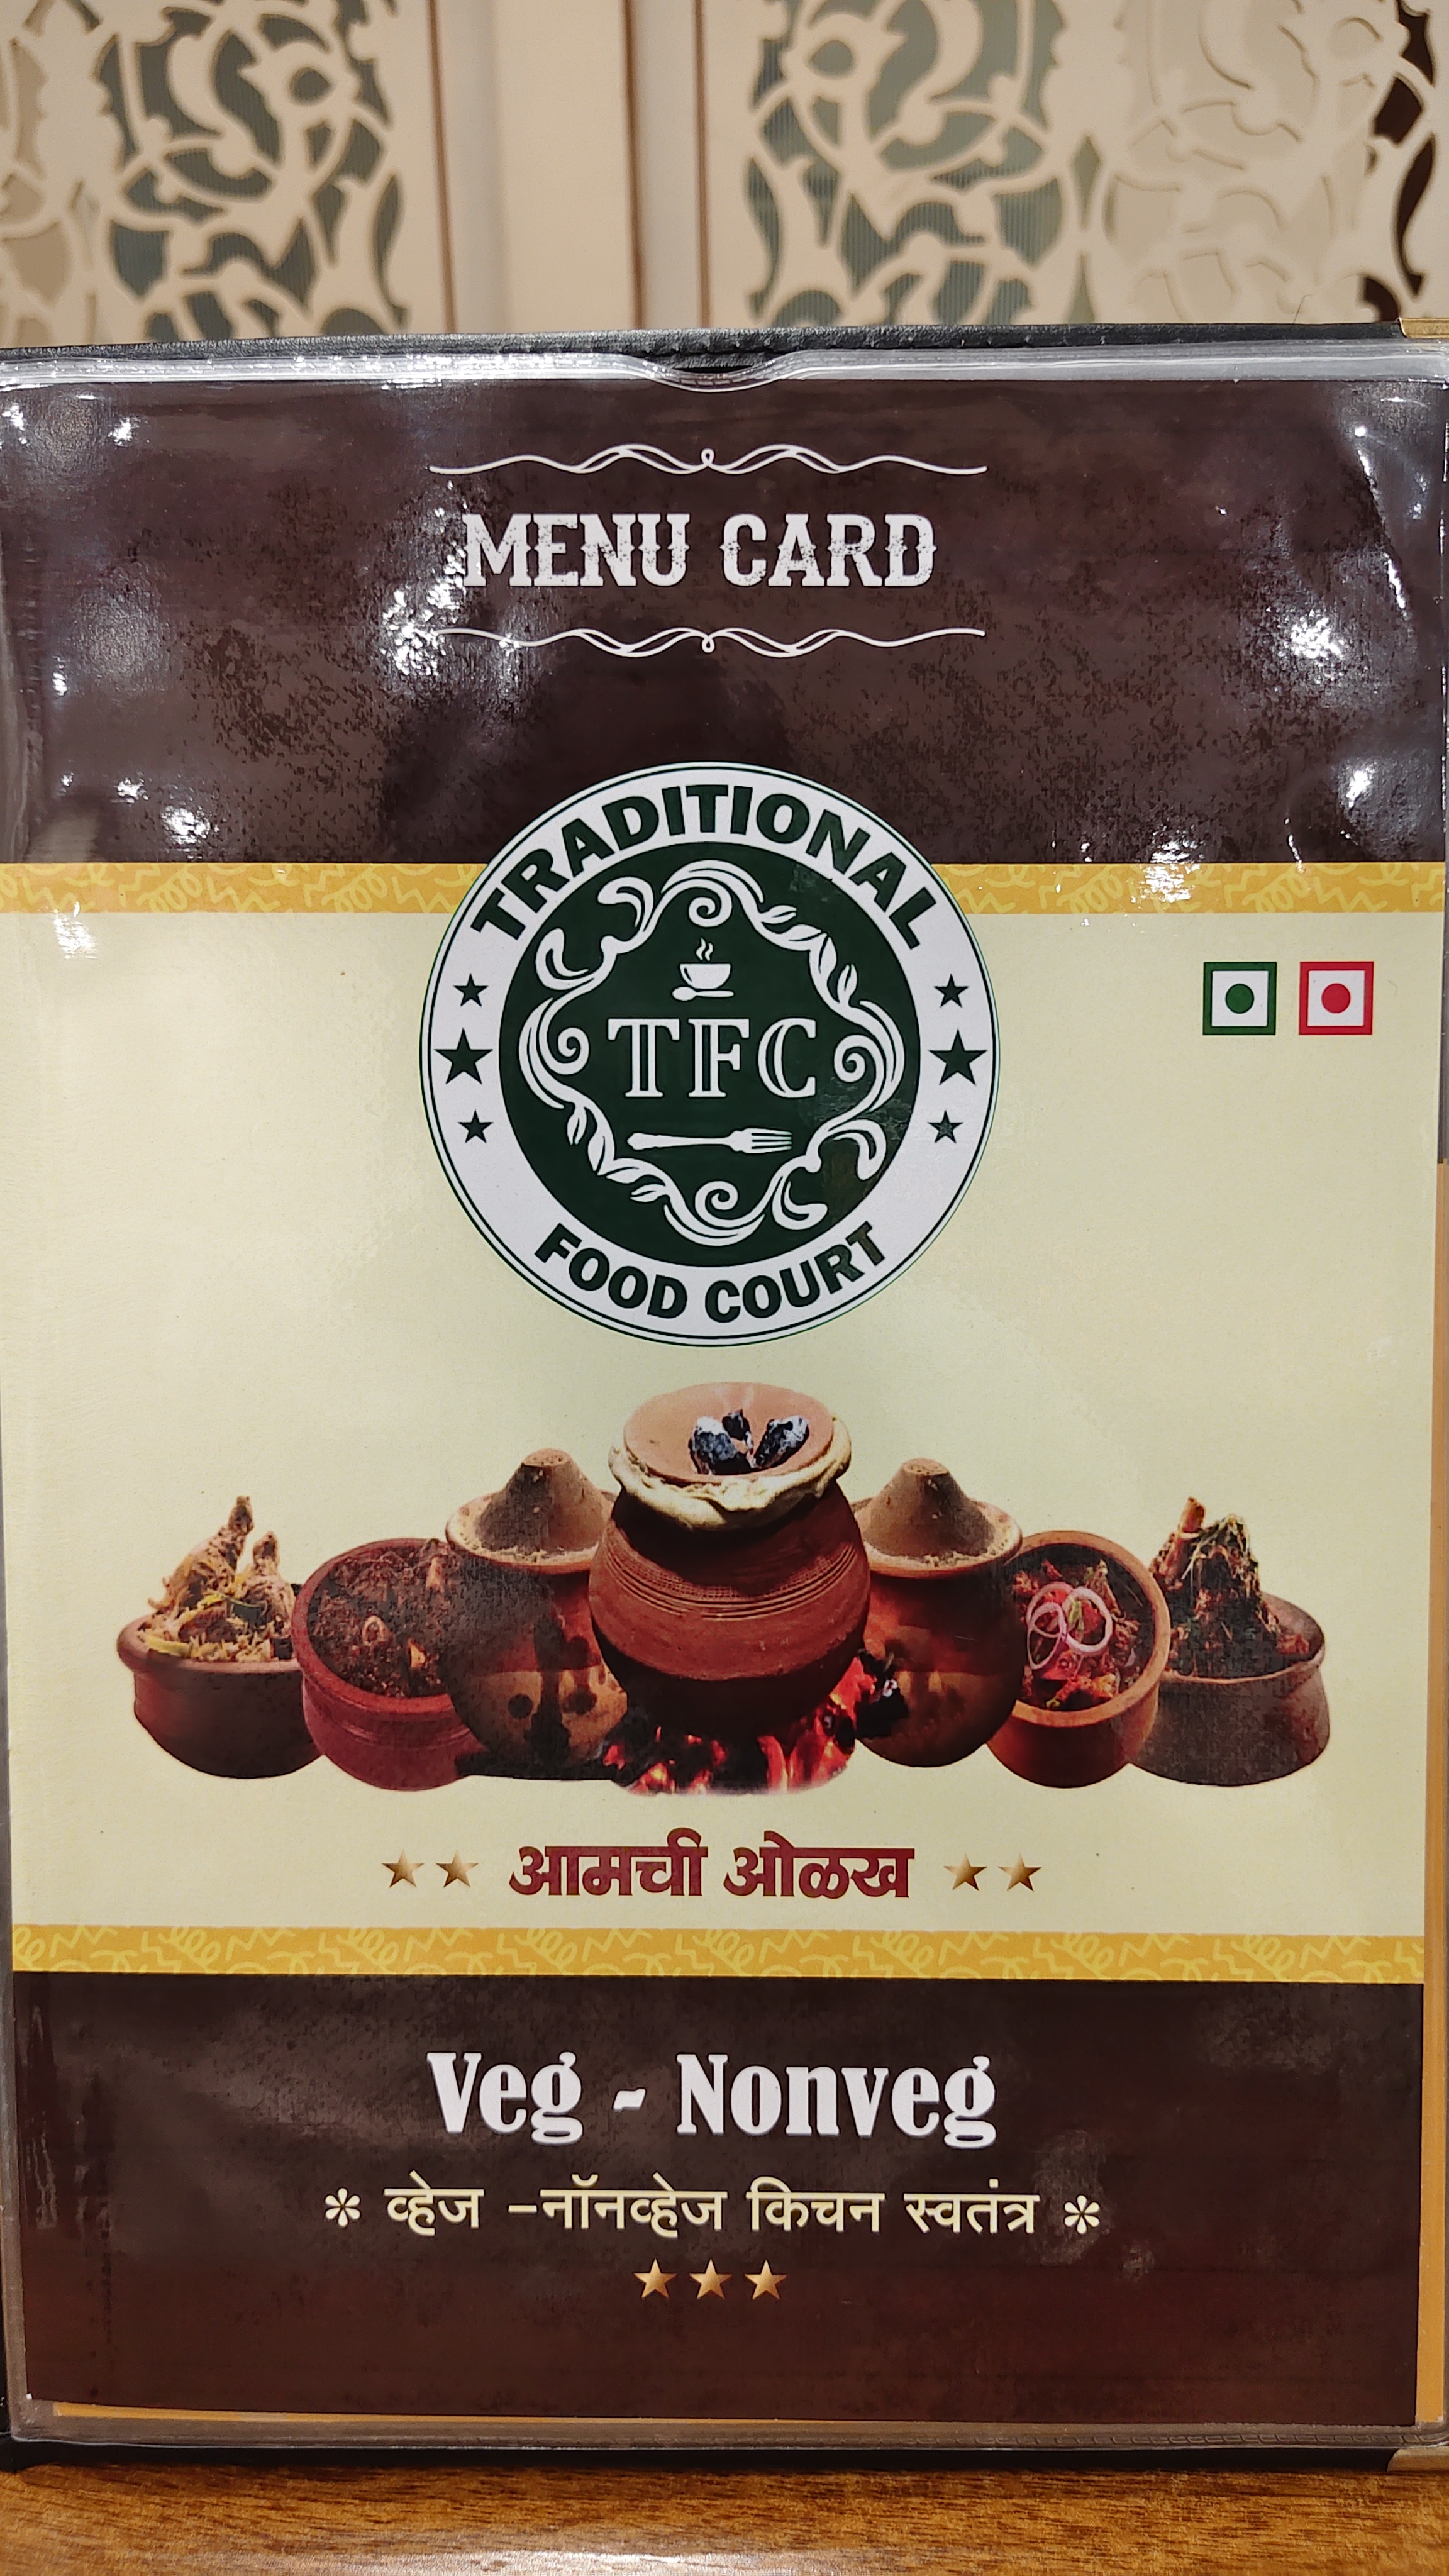 MENU CARD
TRADITIONAL
TFC
FOOD COURT
आमची ओळख
Veg - Nonveg
* व्हेज -नॉनव्हेज किचन स्वतंत्र *